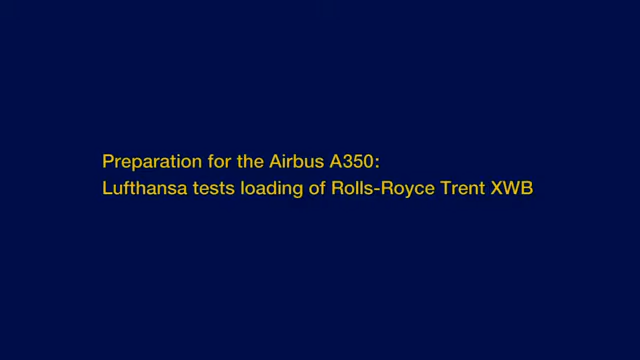 Preparation for the Airbus A350:
Lufthansa tests loading of Rolls-Royce Trent XWB